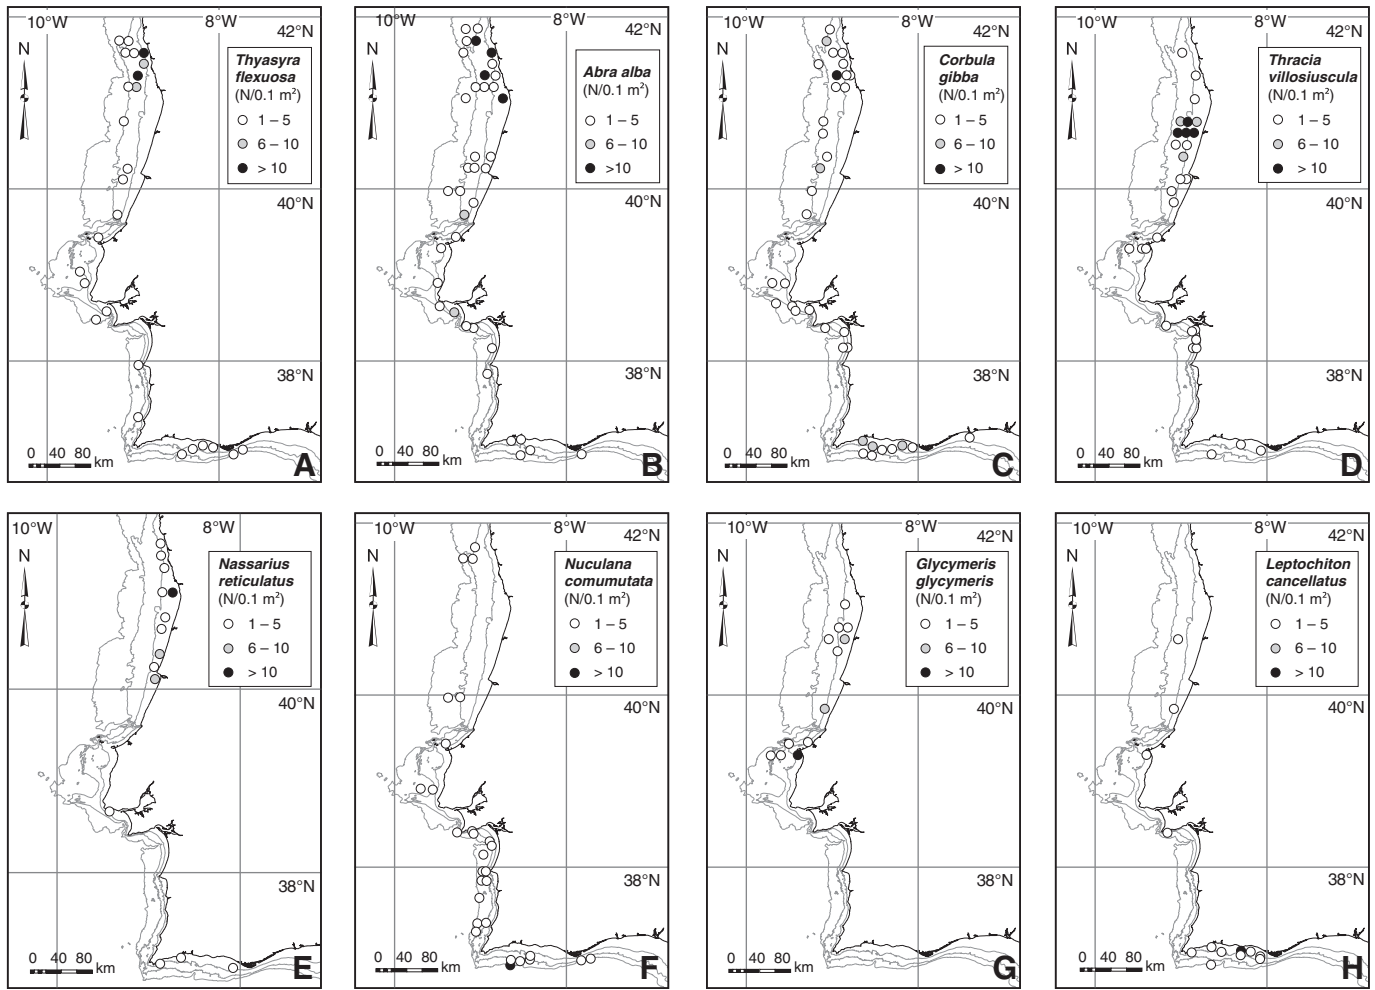 10°W 8°W
42°N
N
Thyasyra
flexuosa
(N/0.1 m²)
1 – 5
6 – 10
> 10
40°N
38°N
0 40 80
km
A
10°W 8°W
42°N
N
Abra alba
(N/0.1 m²)
1 – 5
6 – 10
>10
40°N
38°N
0 40 80
km
B
10°W 8°W
42°N
N
Corbula
gibba
(N/0.1 m²)
1 – 5
6 – 10
> 10
40°N
38°N
0 40 80
km
C
10°W 8°W
42°N
N
Thracia
villosiuscula
(N/0.1 m²)
1 – 5
6 – 10
> 10
40°N
38°N
0 40 80
km
D
10°W 8°W
N
Nassarius
reticulatus
(N/0.1 m²)
1 – 5
6 – 10
> 10
40°N
38°N
0 40 80
km
E
10°W 8°W
42°N
N
Nuculana
comumutata
(N/0.1 m²)
1 – 5
6 – 10
> 10
40°N
38°N
0 40 80
km
F
10°W 8°W
42°N
N
Glycymeris
glycymeris
(N/0.1 m²)
1 – 5
6 – 10
> 10
40°N
38°N
0 40 80
km
G
10°W 8°W
42°N
N
Leptochiton
cancellatus
(N/0.1 m²)
1 – 5
6 – 10
> 10
40°N
38°N
0 40 80
km
H